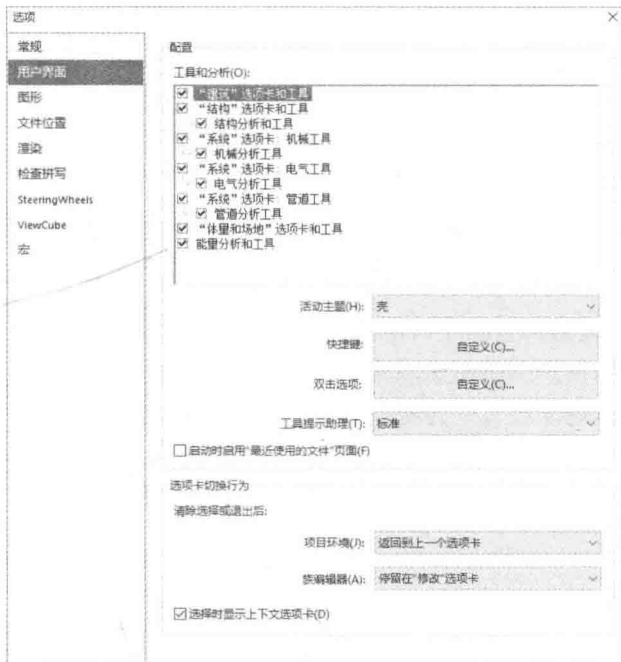 选项
常规
用户界面
图形
文件位置
渲染
检查拼写
SteeringWheels
ViewCube
宏
配置
工具和分析(O):
“建筑”选项卡和工具
“结构”选项卡和工具
结构分析和工具
“系统”选项卡：机械工具
机械分析工具
“系统”选项卡：电气工具
电气分析工具
“系统”选项卡：管道工具
管道分析工具
“体量和场地”选项卡和工具
能量分析和工具
活动主题(H): 亮
快捷键: 自定义(C)...
双击选项: 自定义(C)...
工具提示助理(T): 标准
启动时启用“最近使用的文件”页面(F)
选项卡切换行为
清除选择或退出后:
项目环境(J): 返回到上一个选项卡
族编辑器(A): 停留在“修改”选项卡
选择时显示上下文选项卡(D)